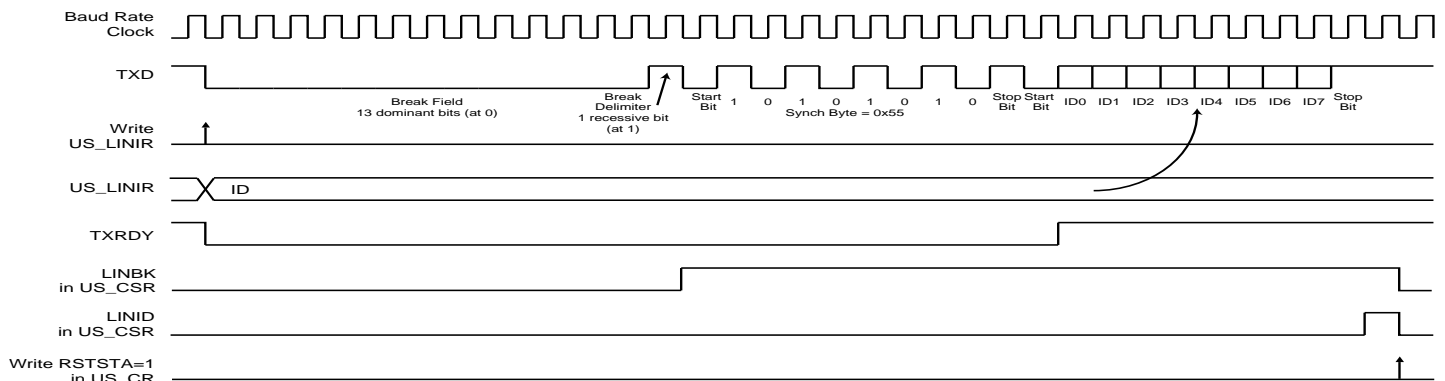 Baud Rate
Clock
TXD
Break Field
13 dominant bits (at 0)
Break
Delimiter
1 recessive bit
(at 1)
Start
Bit
1 0 1 0 1 0 1 0
Synch Byte = 0x55
Stop
Bit
Start
Bit
ID0 ID1 ID2 ID3 ID4 ID5 ID6 ID7
Stop
Bit
Write
US_LINIR
US_LINIR
ID
TXRDY
LINBK
in US_CSR
LINID
in US_CSR
Write RSTSTA=1
in US_CR